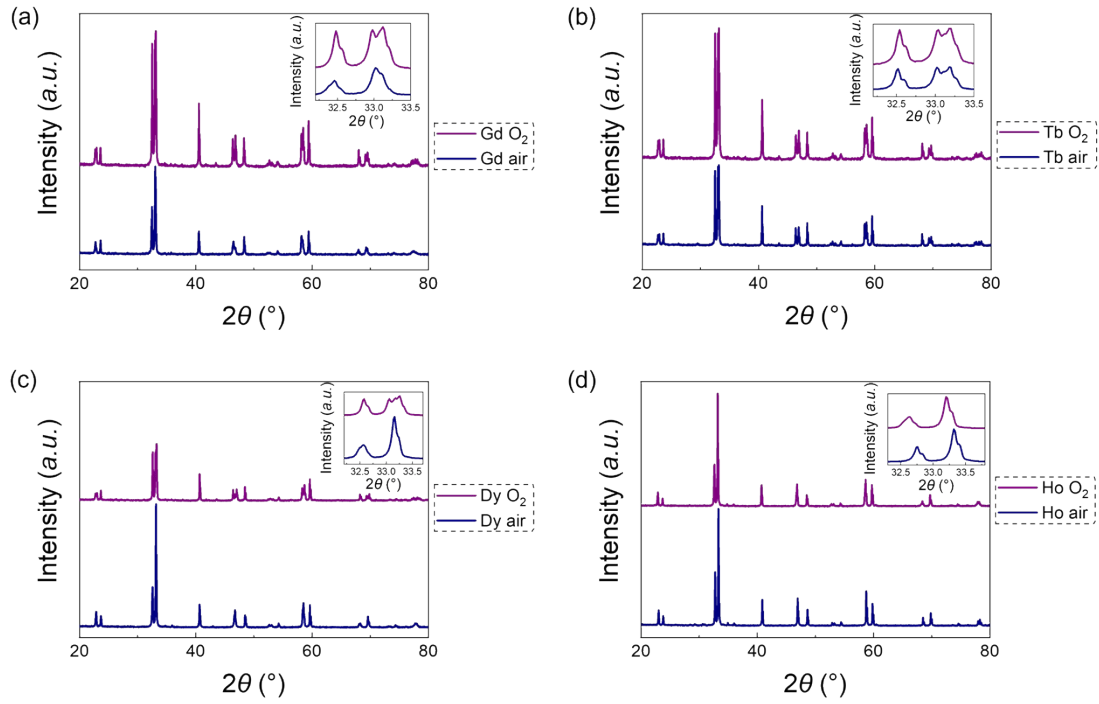 (a)
Intensity (a.u.)
Intensity (a.u.)
32.5 33.0 33.5
2θ (°)
Gd O₂
Gd air
20 40 60 80
2θ (°)
(b)
Intensity (a.u.)
Intensity (a.u.)
32.5 33.0 33.5
2θ (°)
Tb O₂
Tb air
20 40 60 80
2θ (°)
(c)
Intensity (a.u.)
Intensity (a.u.)
32.5 33.0 33.5
2θ (°)
Dy O₂
Dy air
20 40 60 80
2θ (°)
(d)
Intensity (a.u.)
Intensity (a.u.)
32.5 33.0 33.5
2θ (°)
Ho O₂
Ho air
20 40 60 80
2θ (°)